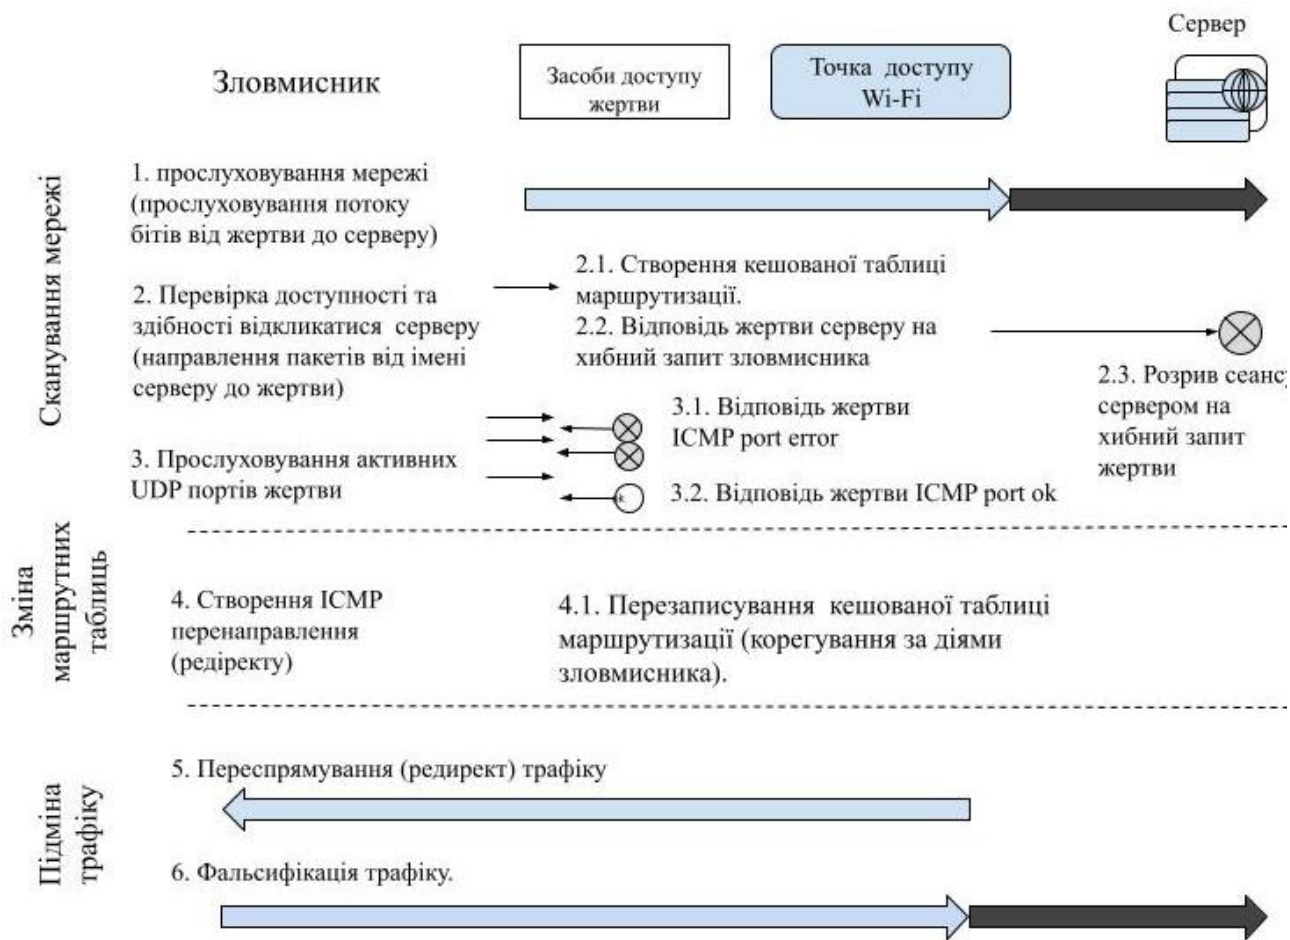 Сервер
Зловмисник
Засоби доступу
жертви
Точка доступу
Wi-Fi
Сканування мережі
1. прослуховування мережі
(прослуховування потоку
бітів від жертви до серверу)
2. Перевірка доступності та
здібності відкликатися серверу
(направлення пакетів від імені
серверу до жертви)
2.1. Створення кешованої таблиці
маршрутизації.
2.2. Відповідь жертви серверу на
хибний запит зловмисника
2.3. Розрив сеансу
сервером на
хибний запит
жертви
3. Прослуховування активних
UDP портів жертви
3.1. Відповідь жертви
ICMP port error
3.2. Відповідь жертви ICMP port ok
Зміна
маршрутних
таблиць
4. Створення ICMP
перенаправлення
(редіректу)
4.1. Перезаписування кешованої таблиці
маршрутизації (корегування за діями
зловмисника).
Підміна
трафіку
5. Переспрямування (редирект) трафіку
6. Фальсифікація трафіку.